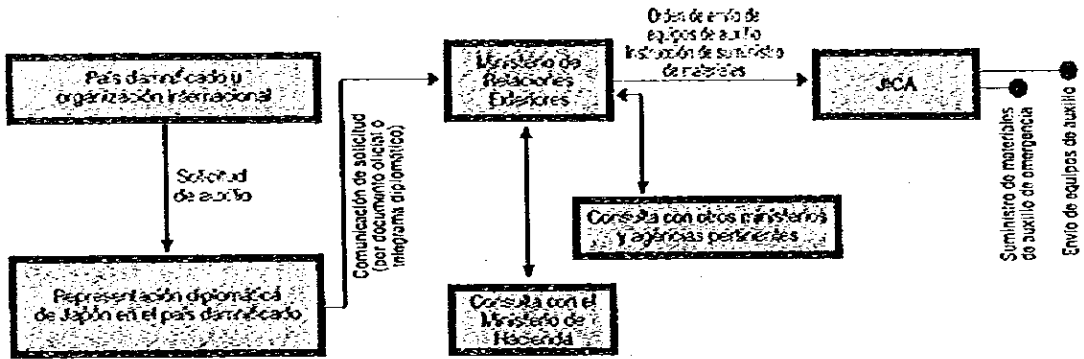 País damnificado u
organización internacional
Solicitud
de auxilio
Representación diplomática
de Japón en el país damnificado
Comunicación de solicitud
(por documento oficial o
telegrama diplomático)
Ministerio de
Relaciones
Exteriores
Orden de envío de
equipos de auxilio
Instrucción de suministro
de materiales
JICA
Consulta con otros ministerios
y agencias pertinentes
Consulta con el
Ministerio de
Hacienda
Suministro de materiales
de auxilio de emergencia
Envío de equipos de auxilio